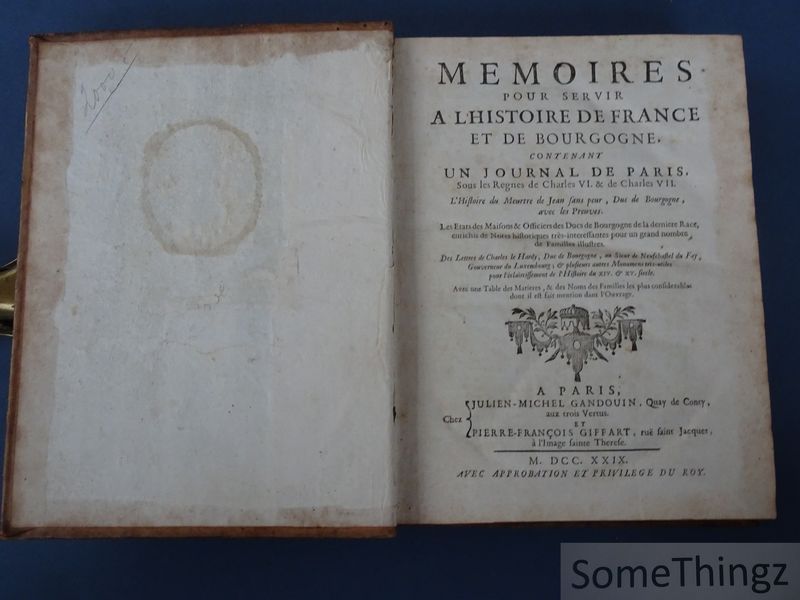 2000
MEMOIRES
POUR SERVIR
A L'HISTOIRE DE FRANCE
ET DE BOURGOGNE,
CONTENANT
UN JOURNAL DE PARIS,
Sous les Regnes de Charles VI. & de Charles VII.
L'Histoire du Meurtre de Jean sans peur, Duc de Bourgogne,
avec les Preuves.
Les Etats des Maisons & Officiers des Ducs de Bourgogne de la derniere Race,
enrichis de Notes historiques très-interessantes pour un grand nombre
de Familles illustres.
Des Lettres de Charles le Hardy, Duc de Bourgogne, au Sieur de Neufchastel du Fay,
Gouverneur du Luxembourg; & plusieurs autres Monumens très-utiles
pour l'éclaircissement de l'Histoire du XIV. & XV. siecle.
Avec une Table des Matieres, & des Noms des Familles les plus considerables
dont il est fait mention dans l'Ouvrage.
A PARIS,
Chez
JULIEN-MICHEL GANDOUIN, Quay de Conty,
aux trois Vertus.
ET
PIERRE-FRANÇOIS GIFFART, ruë saint Jacques,
à l'Image sainte Therese.
M. DCC. XXIX.
AVEC APPROBATION ET PRIVILEGE DU ROY.
SomeThingz